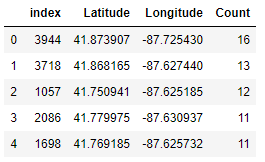 index Latitude Longitude Count
0 3944 41.873907 -87.725430 16
1 3718 41.868165 -87.627440 13
2 1057 41.750941 -87.625185 12
3 2086 41.779975 -87.630937 11
4 1698 41.769185 -87.625732 11